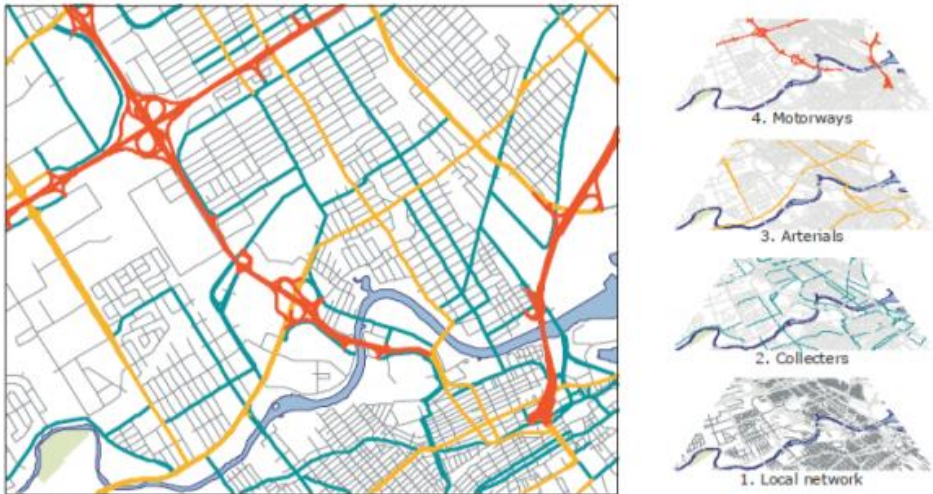 4. Motorways
3. Arterials
2. Collecters
1. Local network